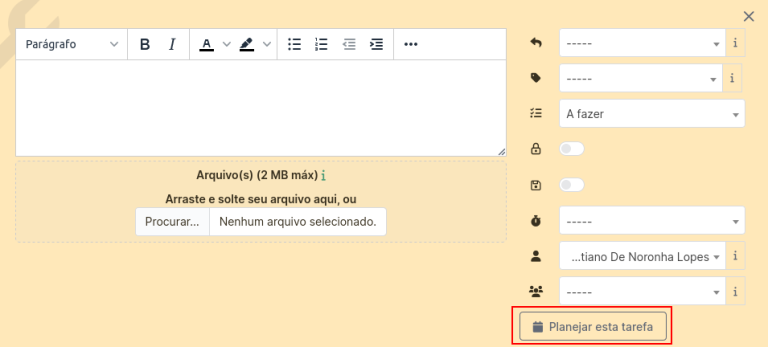 Parágrafo B I A
Arquivo(s) (2 MB máx) i
Arraste e solte seu arquivo aqui, ou
Procurar... Nenhum arquivo selecionado.
----- i
----- i
A fazer
-----
...tiano De Noronha Lopes i
----- i
Planejar esta tarefa